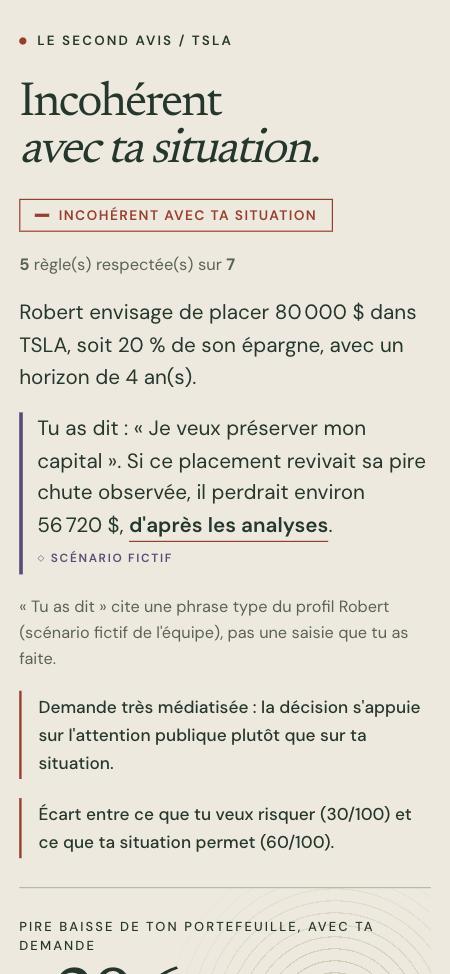 LE SECOND AVIS / TSLA
Incohérent
avec ta situation.
INCOHÉRENT AVEC TA SITUATION
5 règle(s) respectée(s) sur 7
Robert envisage de placer 80 000 $ dans
TSLA, soit 20 % de son épargne, avec un
horizon de 4 an(s).
Tu as dit : « Je veux préserver mon
capital ». Si ce placement revivait sa pire
chute observée, il perdrait environ
56 720 $, d'après les analyses.
◇ SCÉNARIO FICTIF
« Tu as dit » cite une phrase type du profil Robert
(scénario fictif de l'équipe), pas une saisie que tu as
faite.
Demande très médiatisée : la décision s'appuie
sur l'attention publique plutôt que sur ta
situation.
Écart entre ce que tu veux risquer (30/100) et
ce que ta situation permet (60/100).
PIRE BAISSE DE TON PORTEFEUILLE, AVEC TA
DEMANDE